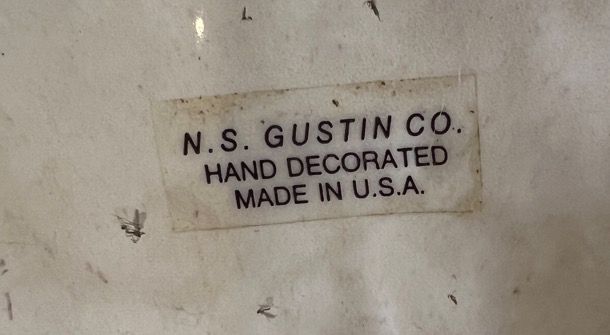 N.S. GUSTIN CO.
HAND DECORATED
MADE IN U.S.A.